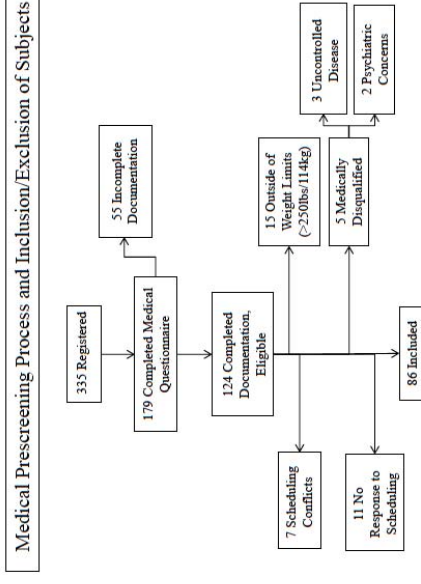 Medical Prescreening Process and Inclusion/Exclusion of Subjects
335 Registered
179 Completed Medical
Questionnaire
55 Incomplete
Documentation
124 Completed
Documentation,
Eligible
7 Scheduling
Conflicts
11 No
Response to
Scheduling
15 Outside of
Weight Limits
(>250lbs/114kg)
5 Medically
Disqualified
3 Uncontrolled
Disease
2 Psychiatric
Concerns
86 Included